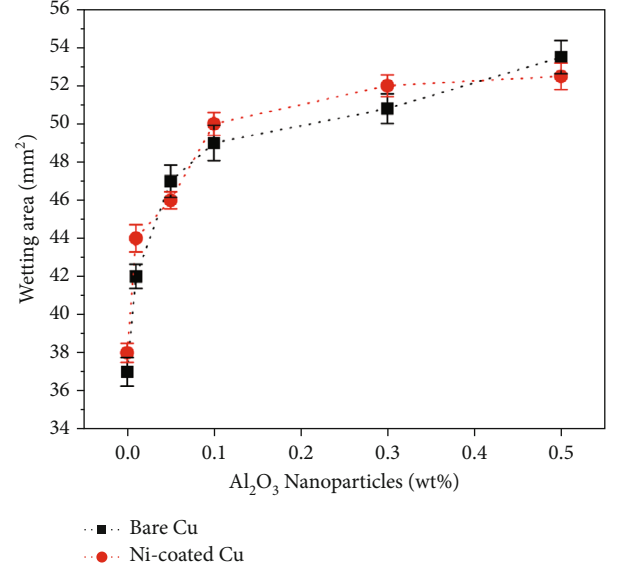 56
54
52
50
48
46
44
42
40
38
36
34
Wetting area (mm²)
0.0 0.1 0.2 0.3 0.4 0.5
Al₂O₃ Nanoparticles (wt%)
Bare Cu
Ni-coated Cu